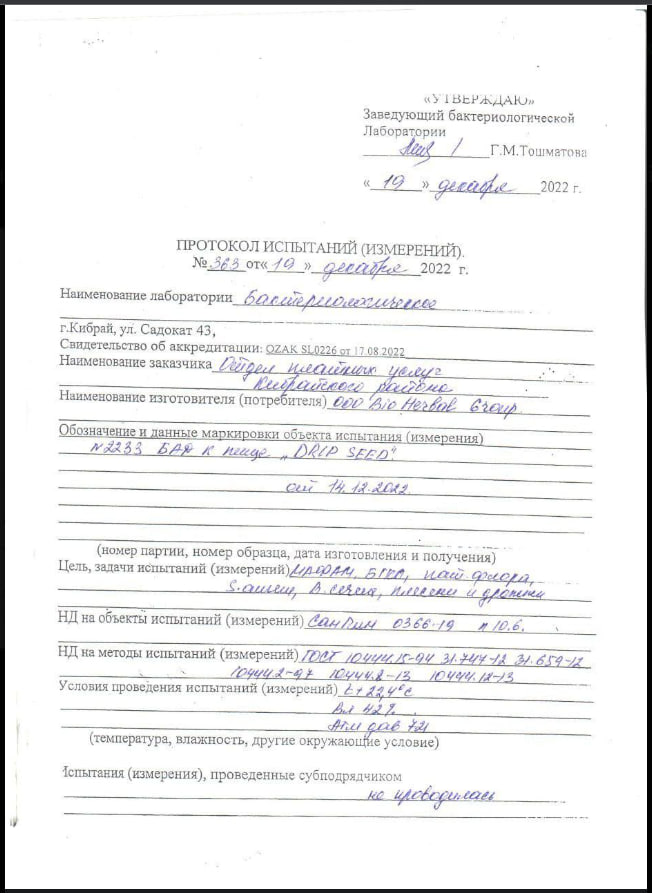 «УТВЕРЖДАЮ»
Заведующий бактериологической
Лаборатории
Г.М.Тошматова
« 19 » декабря 2022 г.
ПРОТОКОЛ ИСПЫТАНИЙ (ИЗМЕРЕНИЙ).
№ 363 от« 19 » декабря 2022 г.
Наименование лаборатории Бактериологическое
г.Кибрай, ул. Садокат 43,
Свидетельство об аккредитации: OZAK SL0226 от 17.08.2022
Наименование заказчика Отдел платных услуг
Кибрайского района
Наименование изготовителя (потребителя) ООО Bio Herbal Group
Обозначение и данные маркировки объекта испытания (измерения)
№2233 БАД к пище „DRIP SEED".
от 14.12.2022
(номер партии, номер образца, дата изготовления и получения)
Цель, задачи испытаний (измерений) МАФАМ, БГКП, пат.флора,
S.aureus, B.cereus, плесени и дрожжи
НД на объекты испытаний (измерений) СанПин 0366-19 п 10.6.
НД на методы испытаний (измерений) ГОСТ 10444.15-94 31.747-12 31.659-12
10444.2-97 10444.8-13 10444.12-13
Условия проведения испытаний (измерений) t+22,4°c
Вл 42%
Атм дав 721
(температура, влажность, другие окружающие условие)
Испытания (измерения), проведенные субподрядчиком
не проводилась